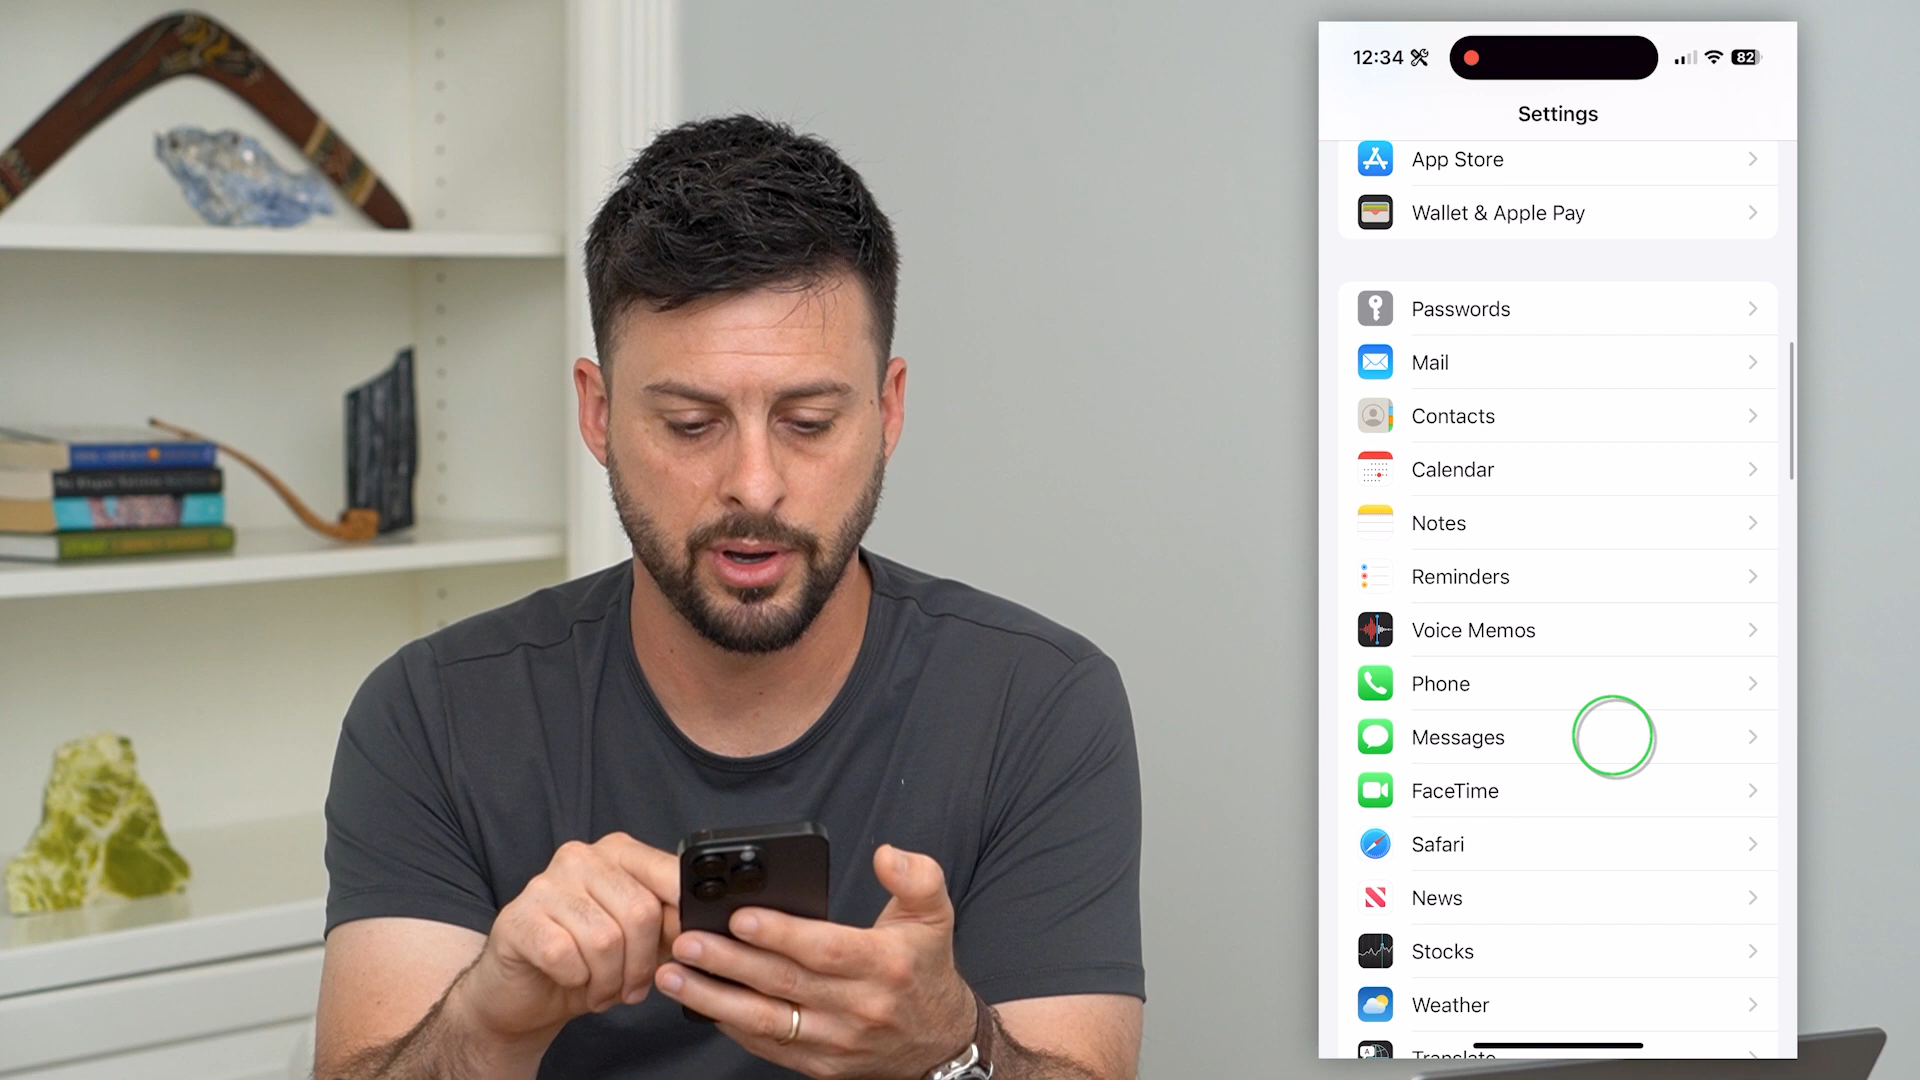 12:34
82
Settings
App Store
Wallet & Apple Pay
Passwords
Mail
Contacts
Calendar
Notes
Reminders
Voice Memos
Phone
Messages
FaceTime
Safari
News
Stocks
Weather
Translate